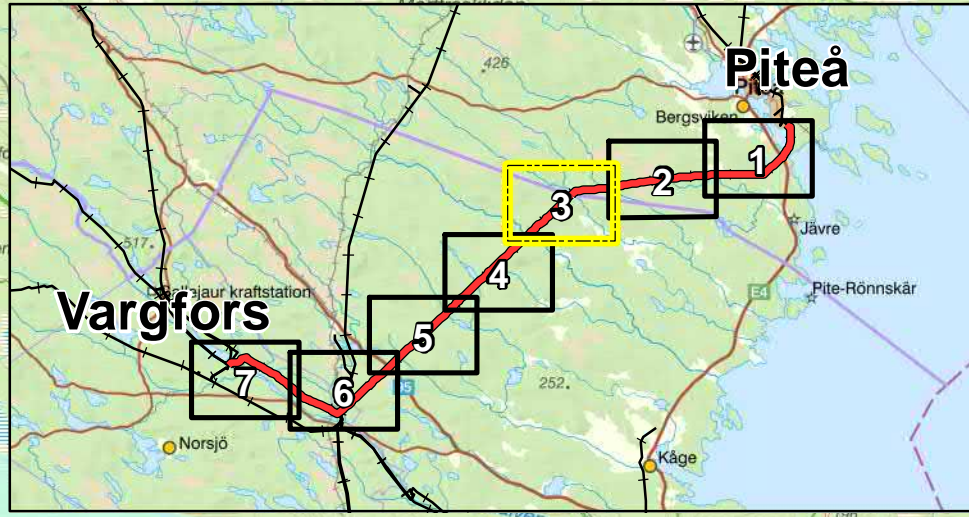 426
Piteå
Bergsviken
1
2
3
Jävre
517.
4
E4
Pite-Rönnskär
kraftstation
Vargfors
5
7
6
252.
Norsjö
Kåge